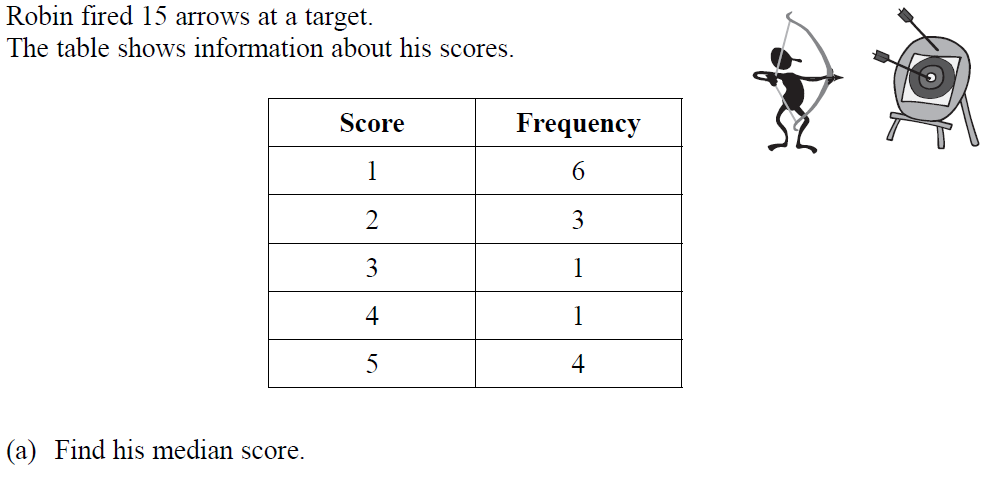 Robin fired 15 arrows at a target.
The table shows information about his scores.
Score Frequency
1 6
2 3
3 1
4 1
5 4
(a) Find his median score.